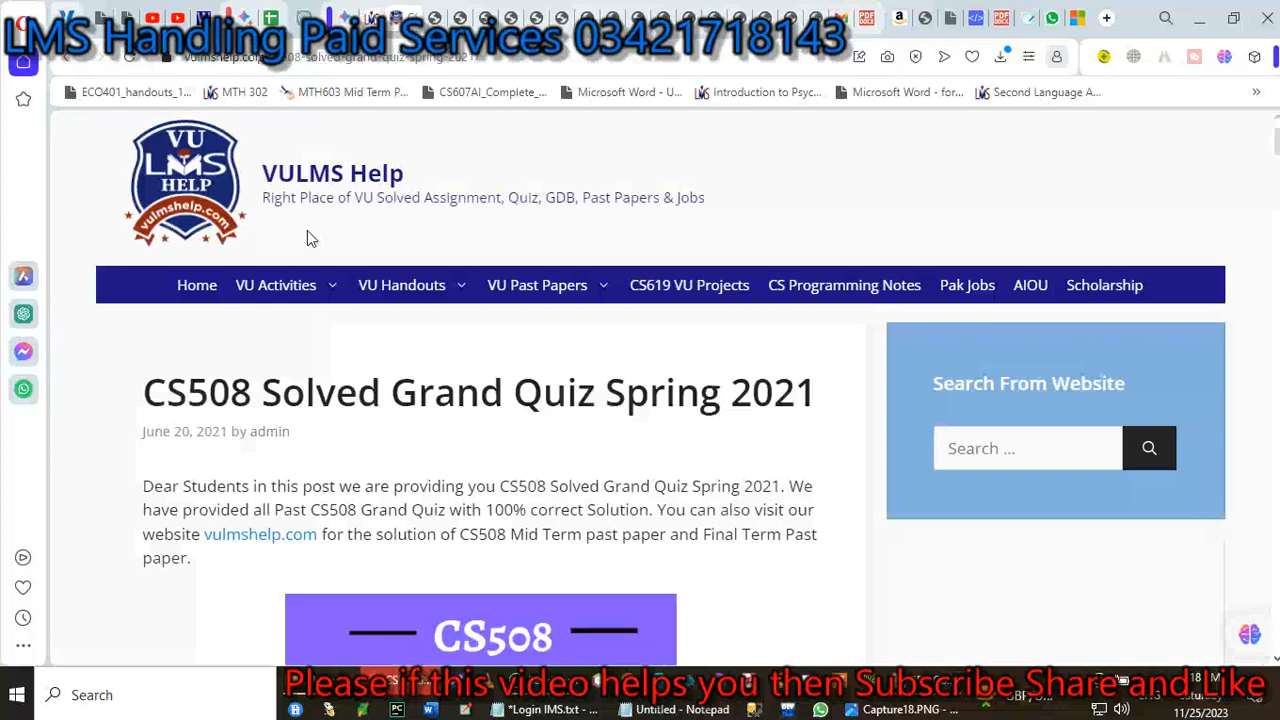 LMS Handling Paid Services 03421718143
ECO401_handouts_1...
MTH 302
MTH603 Mid Term P...
CS607AI_Complete_...
Microsoft Word - U...
Introduction to Psyc...
Microsoft Word - for...
Second Language A...
»
VU
LMS
HELP
vulmshelp.com
VULMS Help
Right Place of VU Solved Assignment, Quiz, GDB, Past Papers & Jobs
Home VU Activities VU Handouts VU Past Papers CS619 VU Projects CS Programming Notes Pak Jobs AIOU Scholarship
CS508 Solved Grand Quiz Spring 2021
June 20, 2021 by admin
Search From Website
Search ...
Dear Students in this post we are providing you CS508 Solved Grand Quiz Spring 2021. We
have provided all Past CS508 Grand Quiz with 100% correct Solution. You can also visit our
website vulmshelp.com for the solution of CS508 Mid Term past paper and Final Term Past
paper.
CS508
Please if this video helps you then Subscribe Share and Like
Search
*Login lMS.txt - ...
Untitled - Notepad
Capture18.PNG - ...
11/25/2023